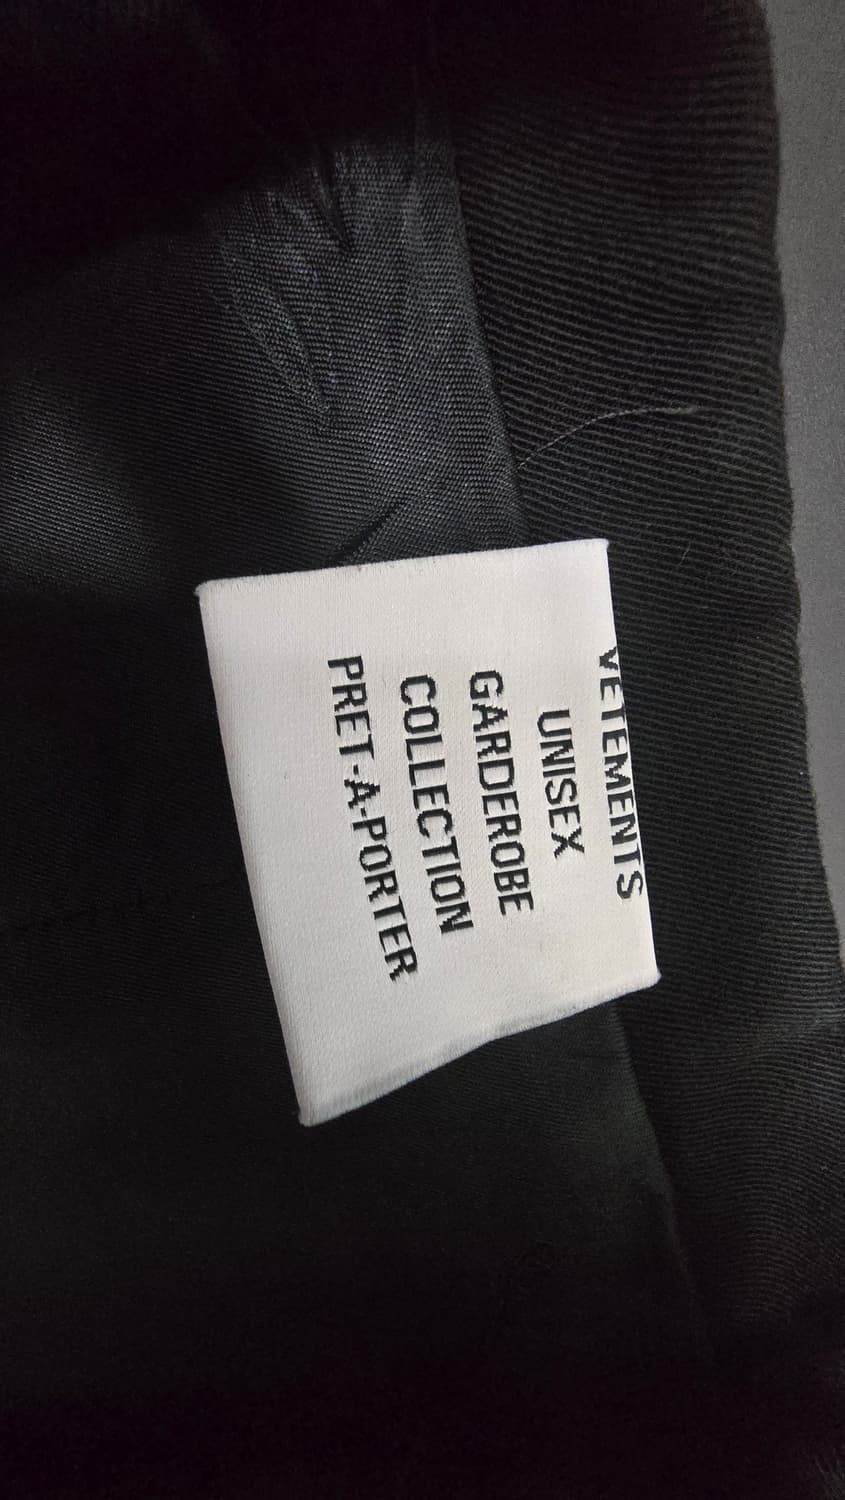 VETEMENTS
UNISEX
GARDEROBE
COLLECTION
PRET-A-PORTER